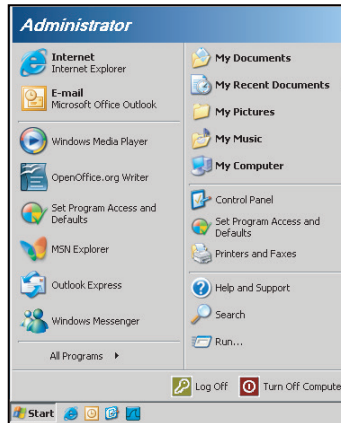 Administrator
Internet
Internet Explorer
E-mail
Microsoft Office Outlook
Windows Media Player
OpenOffice.org Writer
Set Program Access and
Defaults
MSN Explorer
Outlook Express
Windows Messenger
All Programs
My Documents
My Recent Documents
My Pictures
My Music
My Computer
Control Panel
Set Program Access and
Defaults
Printers and Faxes
Help and Support
Search
Run...
Log Off
Turn Off Compute
Start